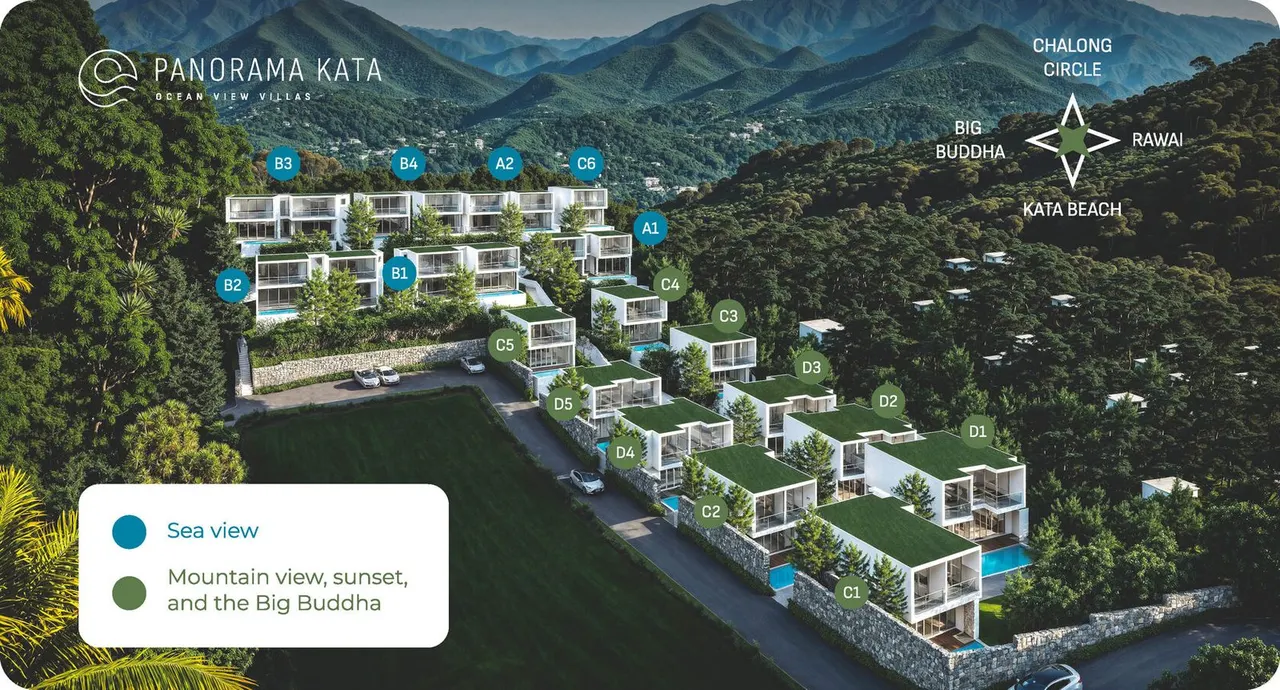 PANORAMA KATA
OCEAN VIEW VILLAS
CHALONG
CIRCLE
BIG
BUDDHA
RAWAI
KATA BEACH
B3
B4
A2
C6
A1
B2
B1
C4
C3
C5
D3
D5
D2
D1
D4
C2
C1
Sea view
Mountain view, sunset,
and the Big Buddha